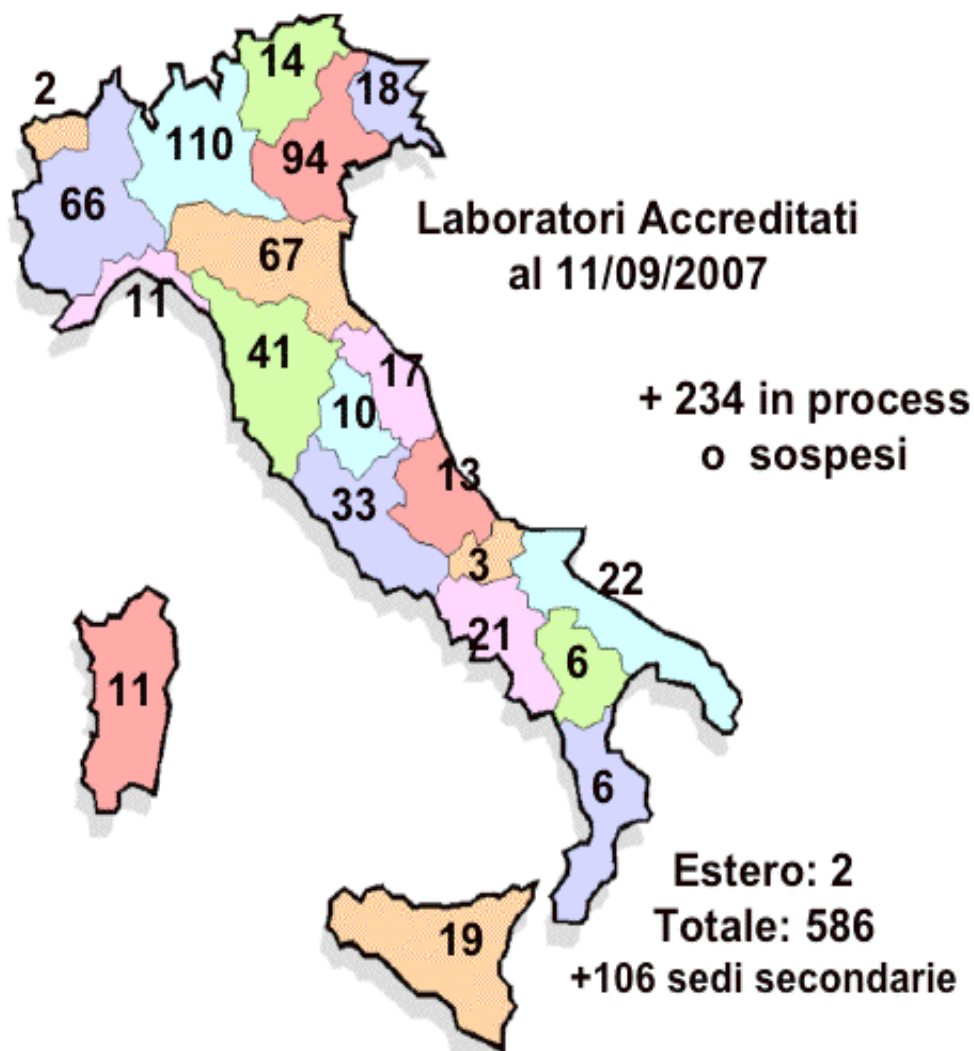 14
2
18
110
94
66
Laboratori Accreditati
67
al 11/09/2007
11
41
17
+ 234 in process
10
o sospesi
13
33
3
22
21
6
11
6
Estero: 2
Totale: 586
19
+106 sedi secondarie